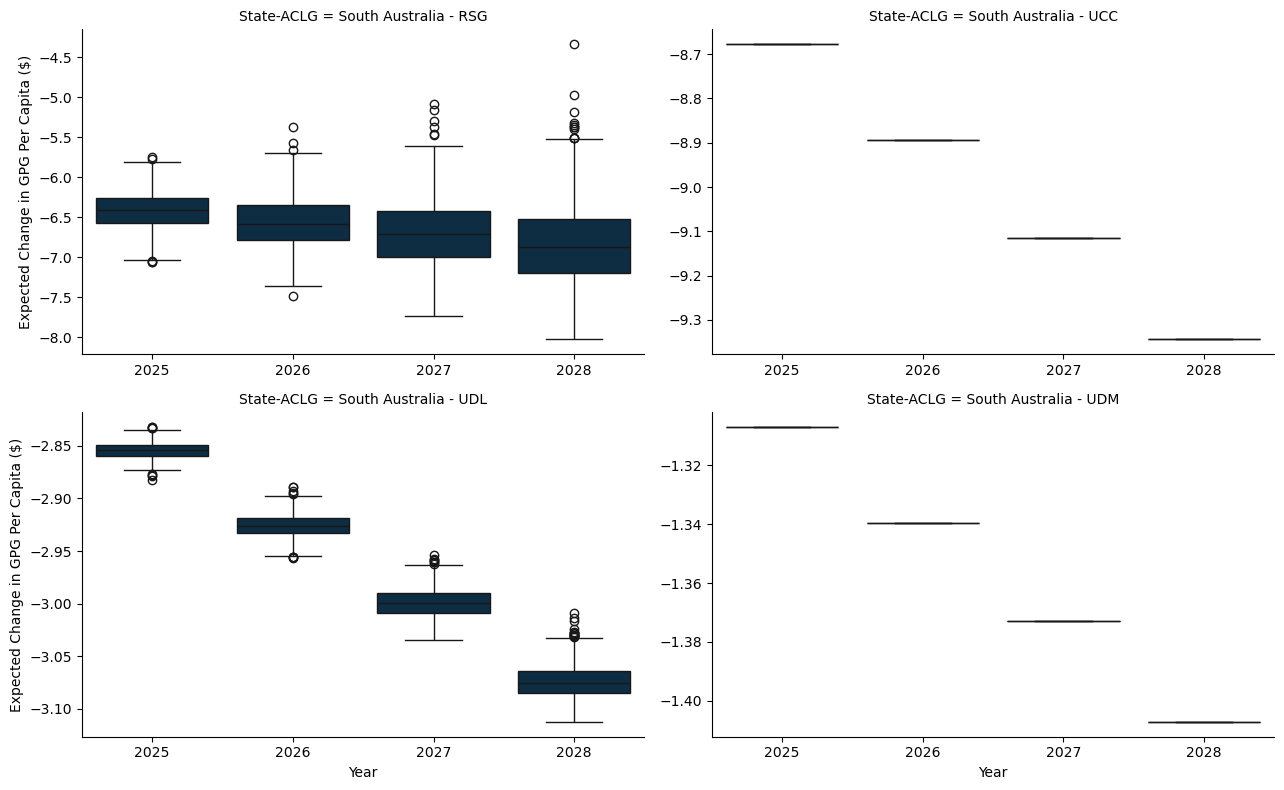 State-ACLG = South Australia - RSG
Expected Change in GPG Per Capita ($)
−4.5
−5.0
−5.5
−6.0
−6.5
−7.0
−7.5
−8.0
2025 2026 2027 2028
State-ACLG = South Australia - UCC
−8.7
−8.8
−8.9
−9.0
−9.1
−9.2
−9.3
2025 2026 2027 2028
State-ACLG = South Australia - UDL
Expected Change in GPG Per Capita ($)
−2.85
−2.90
−2.95
−3.00
−3.05
−3.10
2025 2026 2027 2028
Year
State-ACLG = South Australia - UDM
−1.32
−1.34
−1.36
−1.38
−1.40
2025 2026 2027 2028
Year